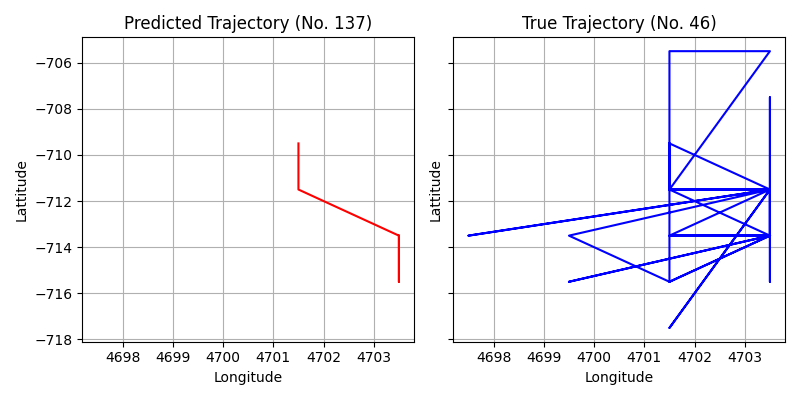 Predicted Trajectory (No. 137)
True Trajectory (No. 46)
Lattitude
−706
−708
−710
−712
−714
−716
−718
4698 4699 4700 4701 4702 4703
Longitude
Lattitude
4698 4699 4700 4701 4702 4703
Longitude